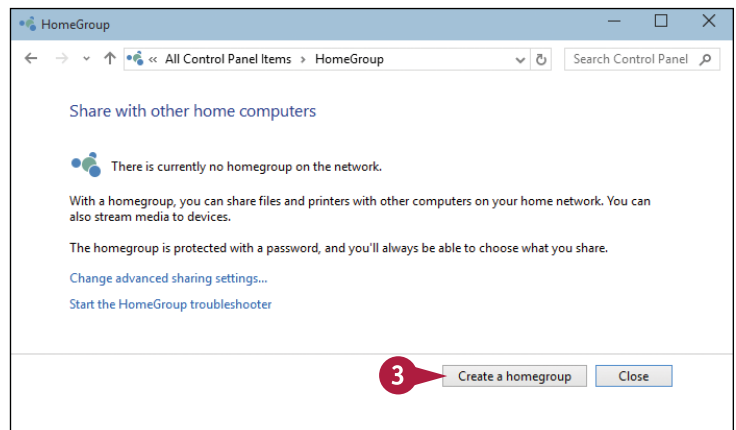 HomeGroup
« All Control Panel Items › HomeGroup
Search Control Panel
Share with other home computers
There is currently no homegroup on the network.
With a homegroup, you can share files and printers with other computers on your home network. You can
also stream media to devices.
The homegroup is protected with a password, and you'll always be able to choose what you share.
Change advanced sharing settings...
Start the HomeGroup troubleshooter
3
Create a homegroup
Close